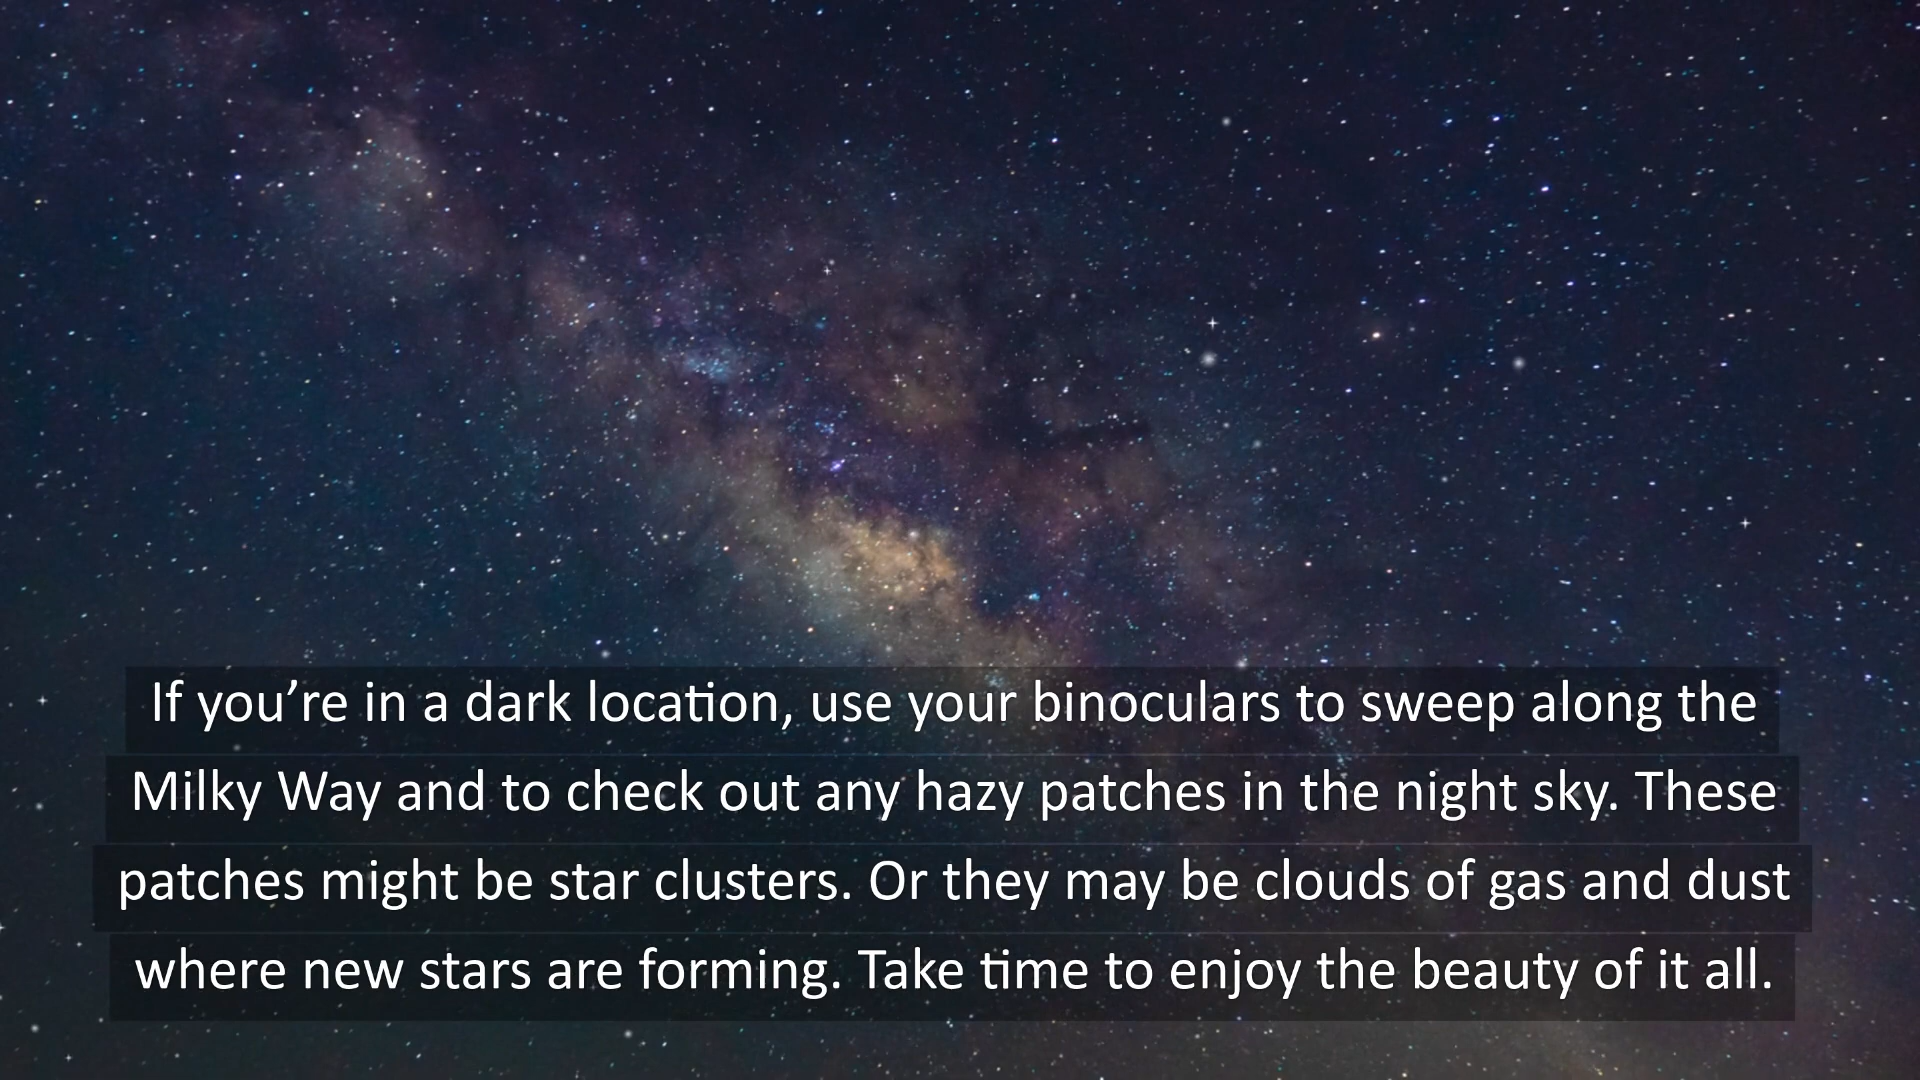 If you’re in a dark location, use your binoculars to sweep along the
Milky Way and to check out any hazy patches in the night sky. These
patches might be star clusters. Or they may be clouds of gas and dust
where new stars are forming. Take time to enjoy the beauty of it all.